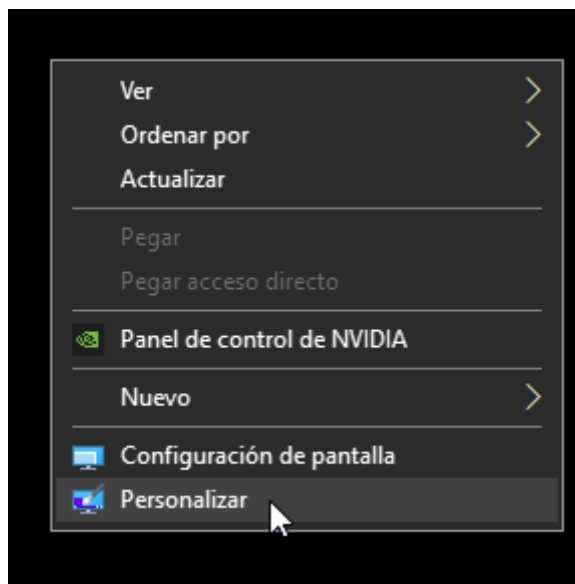 Ver
Ordenar por
Actualizar
Pegar
Pegar acceso directo
Panel de control de NVIDIA
Nuevo
Configuración de pantalla
Personalizar